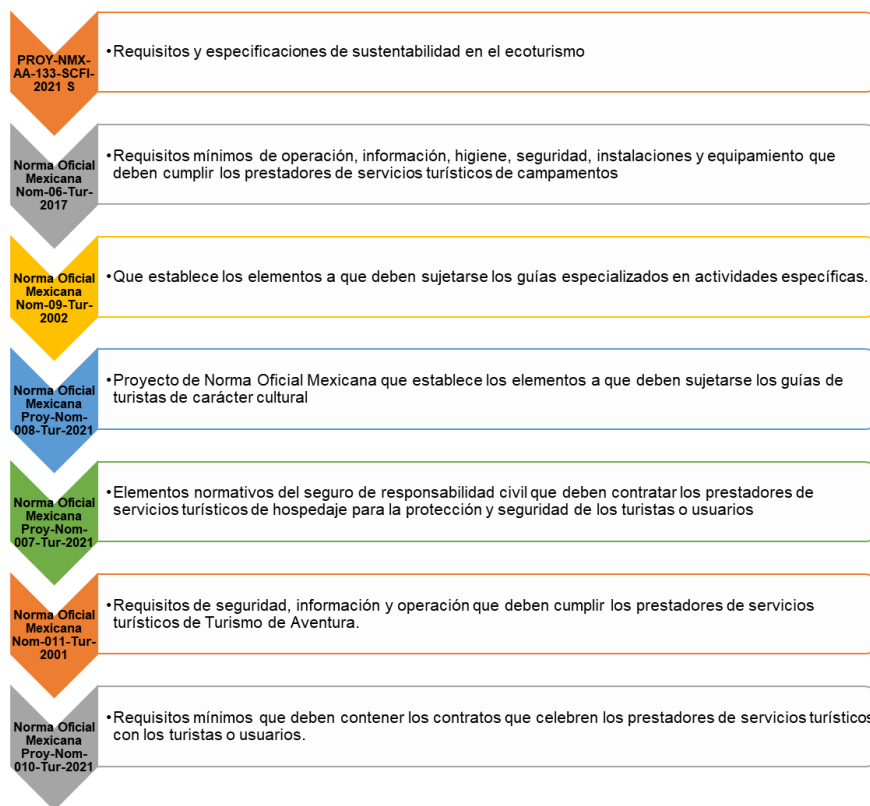 PROY-NMX-
AA-133-SCFI-
2021 S
•Requisitos y especificaciones de sustentabilidad en el ecoturismo
Norma Oficial
Mexicana
Nom-06-Tur-
2017
•Requisitos mínimos de operación, información, higiene, seguridad, instalaciones y equipamiento que
deben cumplir los prestadores de servicios turísticos de campamentos
Norma Oficial
Mexicana
Nom-09-Tur-
2002
•Que establece los elementos a que deben sujetarse los guías especializados en actividades específicas.
Norma Oficial
Mexicana
Proy-Nom-
008-Tur-2021
•Proyecto de Norma Oficial Mexicana que establece los elementos a que deben sujetarse los guías de
turistas de carácter cultural
Norma Oficial
Mexicana
Proy-Nom-
007-Tur-2021
•Elementos normativos del seguro de responsabilidad civil que deben contratar los prestadores de
servicios turísticos de hospedaje para la protección y seguridad de los turistas o usuarios
Norma Oficial
Mexicana
Nom-011-Tur-
2001
•Requisitos de seguridad, información y operación que deben cumplir los prestadores de servicios
turísticos de Turismo de Aventura.
Norma Oficial
Mexicana
Proy-Nom-
010-Tur-2021
•Requisitos mínimos que deben contener los contratos que celebren los prestadores de servicios turísticos
con los turistas o usuarios.